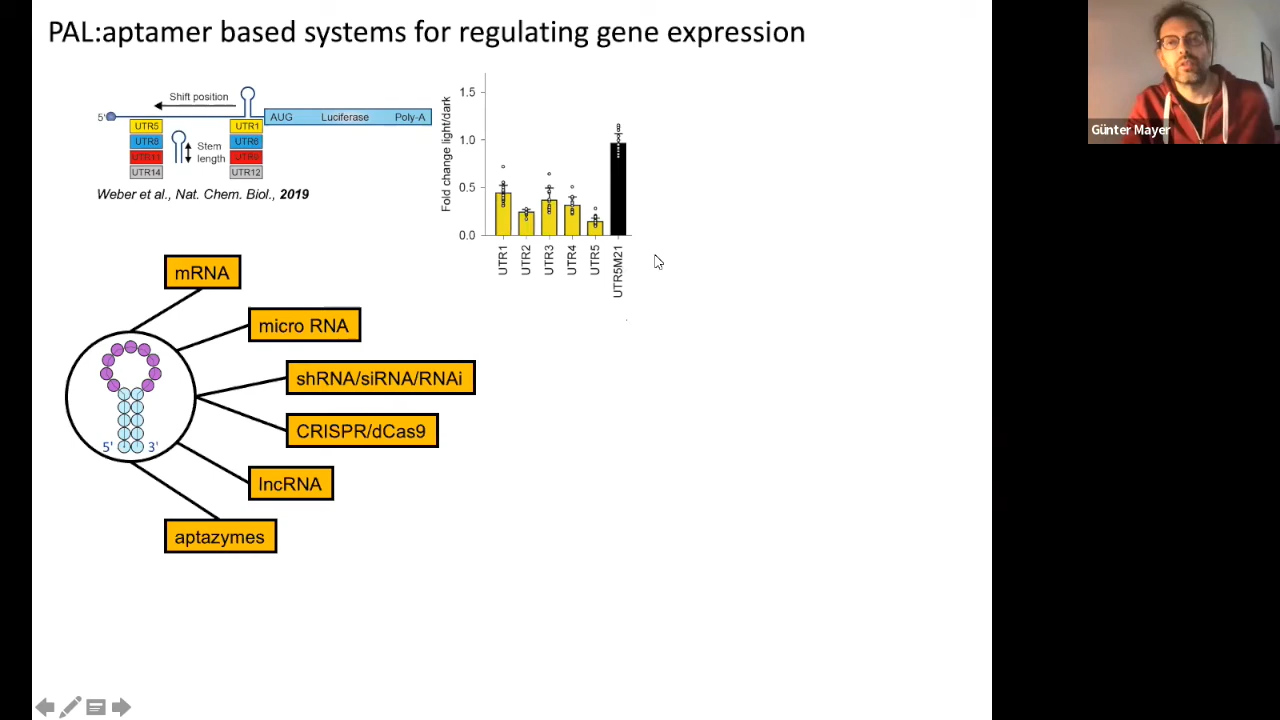 PAL:aptamer based systems for regulating gene expression
Günter Mayer
Shift position
5'
AUG Luciferase Poly-A
UTR5 UTR1
UTR8 UTR6
UTR11 UTR9
UTR14 UTR12
Stem
length
Weber et al., Nat. Chem. Biol., 2019
Fold change light/dark
1.5
1.0
0.5
0.0
UTR1
UTR2
UTR3
UTR4
UTR5
UTR5M21
mRNA
micro RNA
shRNA/siRNA/RNAi
CRISPR/dCas9
5' 3'
lncRNA
aptazymes